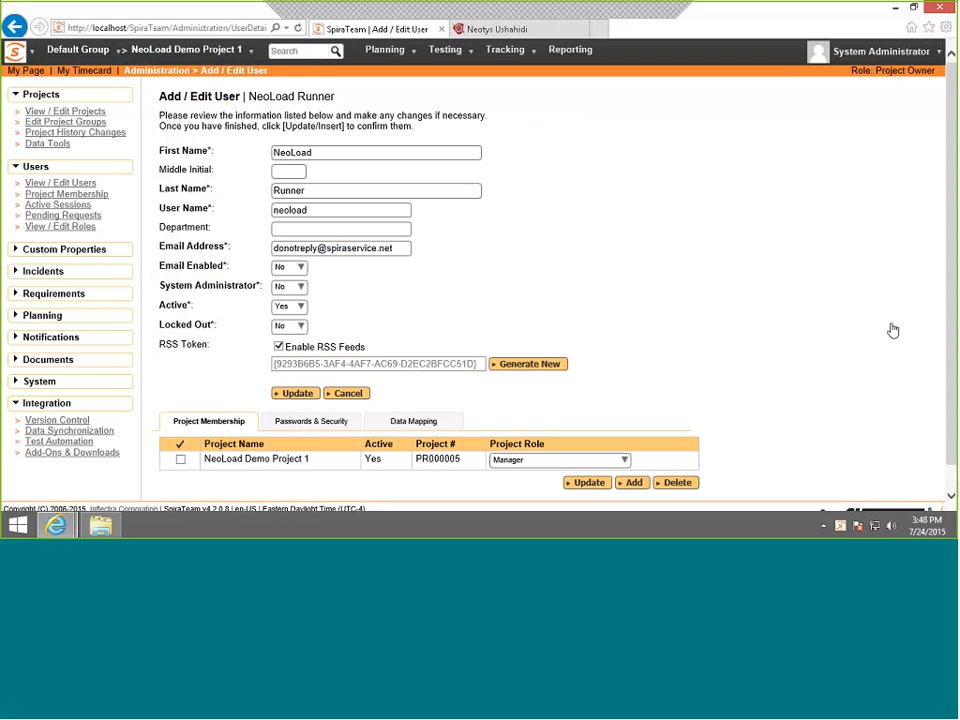 http://localhost/SpiraTeam/Administration/UserDetai
SpiraTeam | Add / Edit User
Neotys Ushahidi
Default Group >> NeoLoad Demo Project 1
Search
Planning
Testing
Tracking
Reporting
System Administrator
My Page | My Timecard | Administration > Add / Edit User
Role: Project Owner
Projects
View / Edit Projects
Edit Project Groups
Project History Changes
Data Tools
Users
View / Edit Users
Project Membership
Active Sessions
Pending Requests
View / Edit Roles
Custom Properties
Incidents
Requirements
Planning
Notifications
Documents
System
Integration
Version Control
Data Synchronization
Test Automation
Add-Ons & Downloads
Add / Edit User | NeoLoad Runner
Please review the information listed below and make any changes if necessary.
Once you have finished, click [Update/Insert] to confirm them.
First Name*: NeoLoad
Middle Initial:
Last Name*: Runner
User Name*: neoload
Department:
Email Address*: donotreply@spiraservice.net
Email Enabled*: No
System Administrator*: No
Active*: Yes
Locked Out*: No
RSS Token: Enable RSS Feeds
{9293B6B5-3AF4-4AF7-AC69-D2EC2BFCC51D} Generate New
Update Cancel
Project Membership Passwords & Security Data Mapping
Project Name Active Project # Project Role
NeoLoad Demo Project 1 Yes PR000005 Manager
Update Add Delete
Copyright (C) 2006-2015 Inflectra Corporation | SpiraTeam v4.2.0.8 | en-US | Eastern Daylight Time (UTC-4)
3:48 PM
7/24/2015